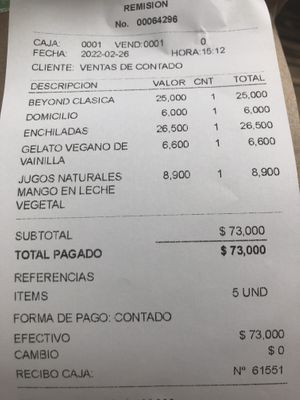 REMISION
No. 00064296
CAJA: 0001 VEND:0001 0
FECHA: 2022-02-26 HORA:15:12
CLIENTE: VENTAS DE CONTADO
DESCRIPCION VALOR CNT TOTAL
BEYOND CLASICA 25,000 1 25,000
DOMICILIO 6,000 1 6,000
ENCHILADAS 26,500 1 26,500
GELATO VEGANO DE 6,600 1 6,600
VAINILLA
JUGOS NATURALES 8,900 1 8,900
MANGO EN LECHE
VEGETAL
SUBTOTAL $ 73,000
TOTAL PAGADO $ 73,000
REFERENCIAS
ITEMS 5 UND
FORMA DE PAGO: CONTADO
EFECTIVO $ 73,000
CAMBIO $ 0
RECIBO CAJA: Nº 61551